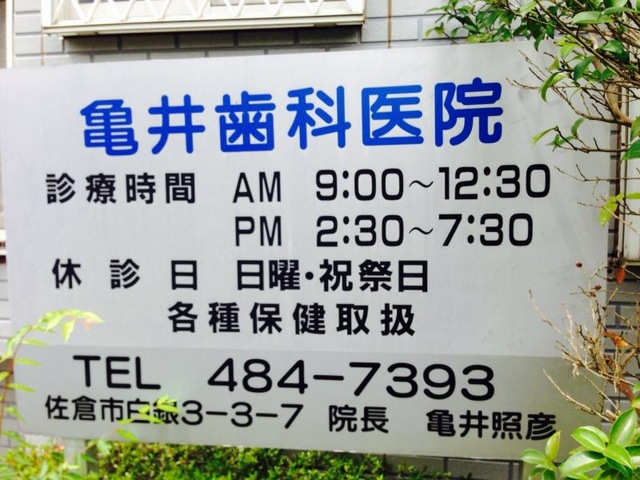 亀井歯科医院
診療時間 AM 9:00～12:30
PM 2:30～7:30
休診日 日曜・祝祭日
各種保健取扱
TEL 484-7393
佐倉市白銀3-3-7 院長 亀井照彦